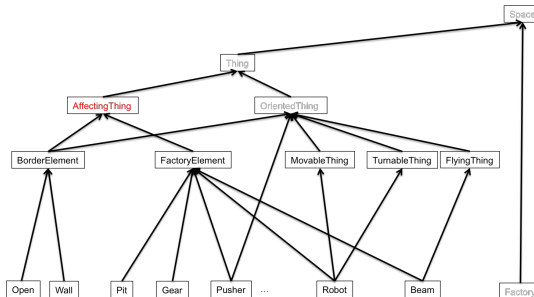 Space
Thing
AffectingThing OrientedThing
BorderElement FactoryElement MovableThing TurnableThing FlyingThing
Open Wall Pit Gear Pusher ... Robot Beam Factory